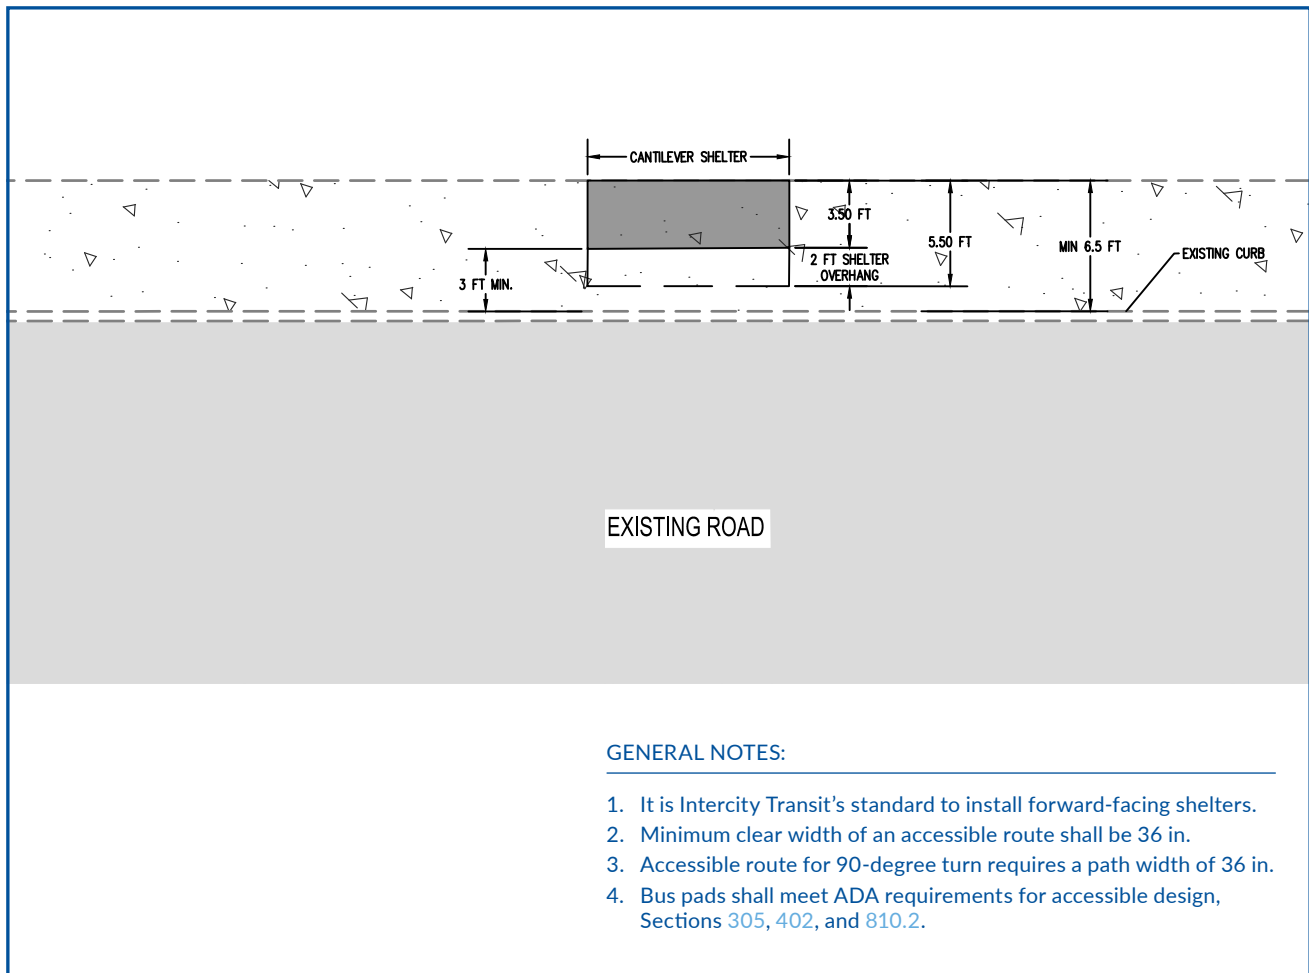 CANTILEVER SHELTER
3.50 FT
5.50 FT
MIN 6.5 FT
EXISTING CURB
2 FT SHELTER
OVERHANG
3 FT MIN.
EXISTING ROAD
GENERAL NOTES:
1. It is Intercity Transit’s standard to install forward-facing shelters.
2. Minimum clear width of an accessible route shall be 36 in.
3. Accessible route for 90-degree turn requires a path width of 36 in.
4. Bus pads shall meet ADA requirements for accessible design,
Sections 305, 402, and 810.2.